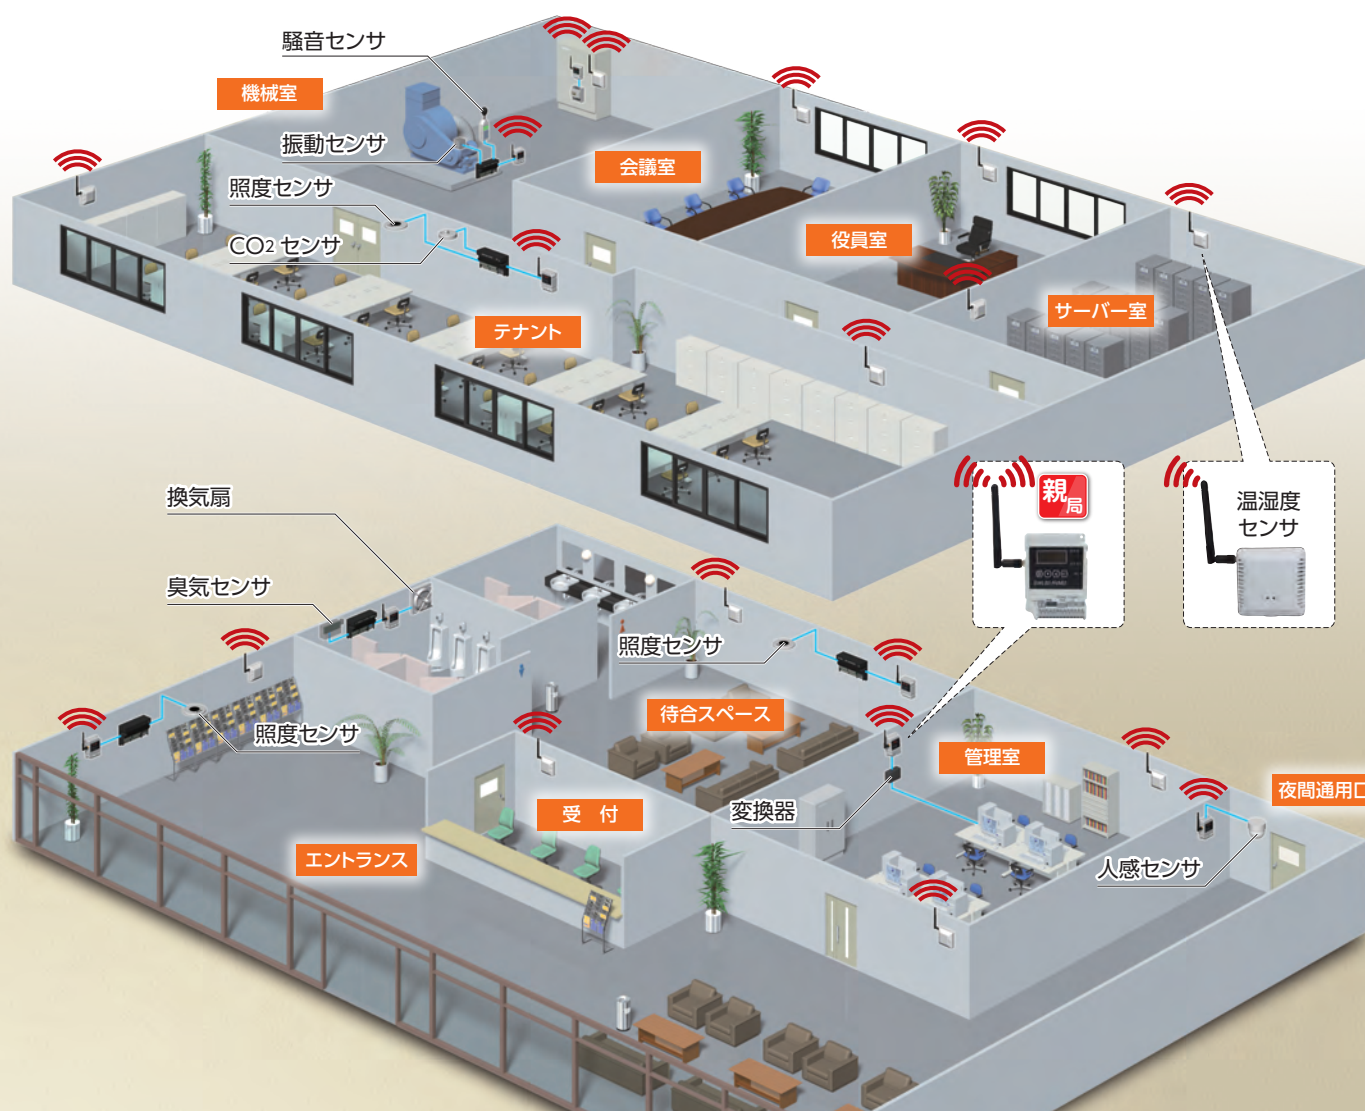 騒音センサ
機械室
振動センサ
会議室
照度センサ
CO2 センサ
役員室
サーバー室
テナント
親局
温湿度
センサ
換気扇
臭気センサ
照度センサ
待合スペース
照度センサ
管理室
夜間通用口
変換器
受 付
エントランス
人感センサ